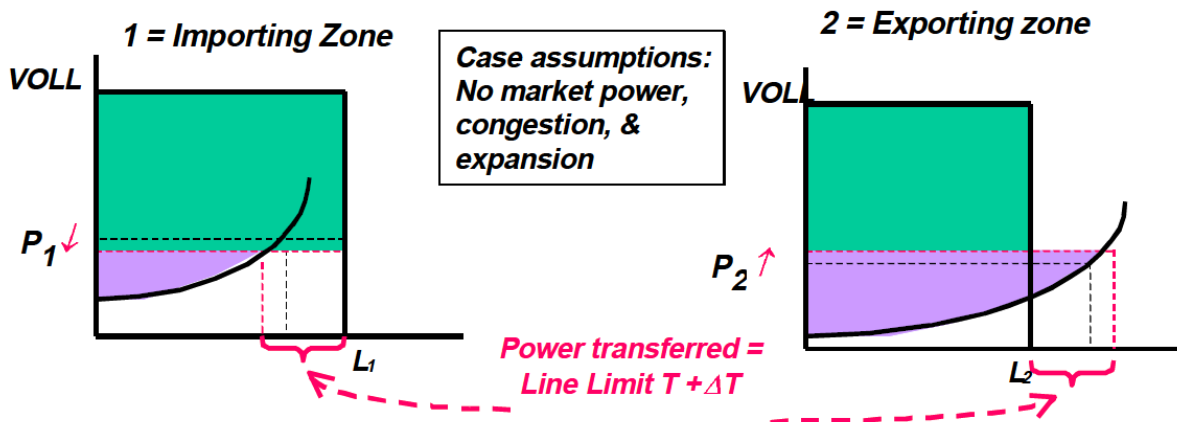 1 = Importing Zone
2 = Exporting zone
Case assumptions:
No market power,
congestion, &
expansion
VOLL
VOLL
P1 ↓
P2 ↑
L1
L2
Power transferred =
Line Limit T + ΔT